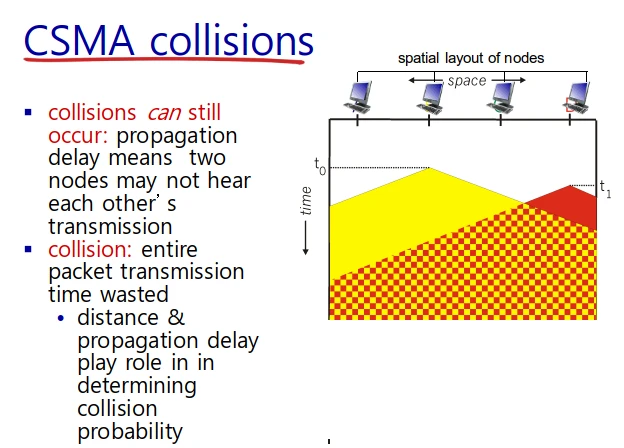 CSMA collisions
collisions can still
occur: propagation
delay means two
nodes may not hear
each other's
transmission
collision: entire
packet transmission
time wasted
distance &
propagation delay
play role in in
determining
collision
probability
spatial layout of nodes
space
t0
t1
time